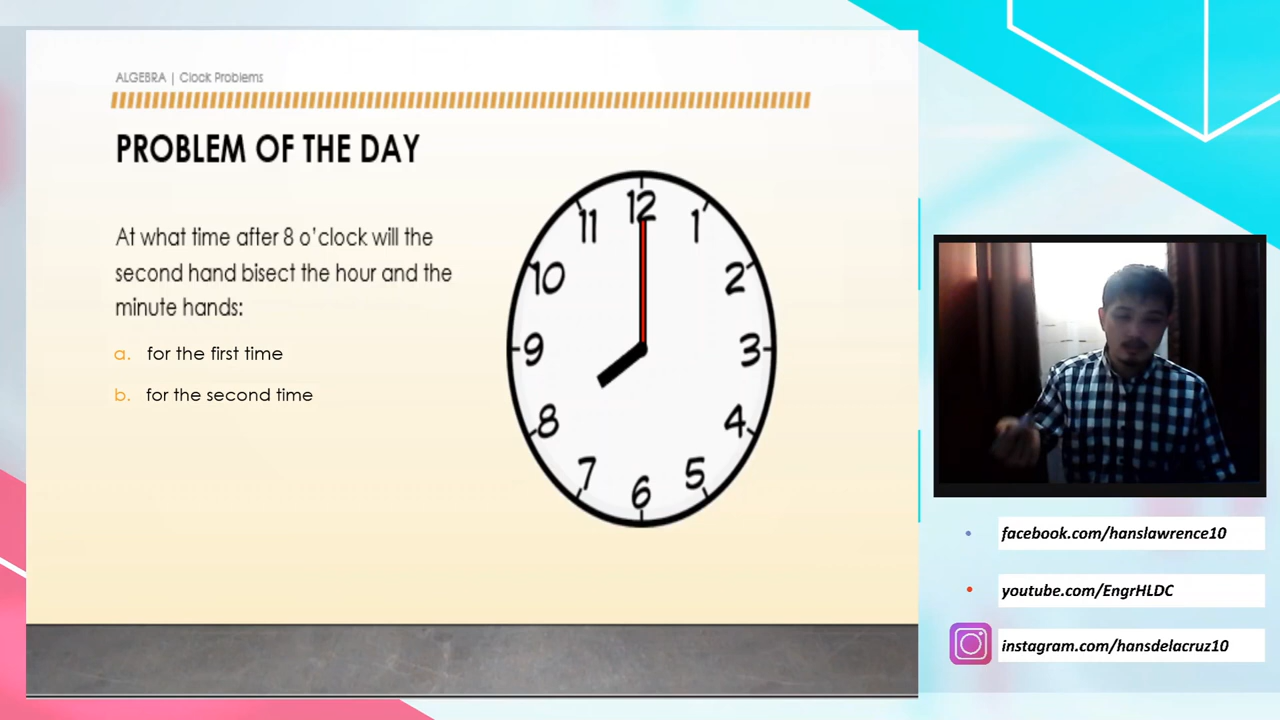 ALGEBRA | Clock Problems
PROBLEM OF THE DAY
At what time after 8 o'clock will the
second hand bisect the hour and the
minute hands:
a. for the first time
b. for the second time
12
1
2
3
4
5
6
7
8
9
10
11
facebook.com/hanslawrence10
youtube.com/EngrHLDC
instagram.com/hansdelacruz10